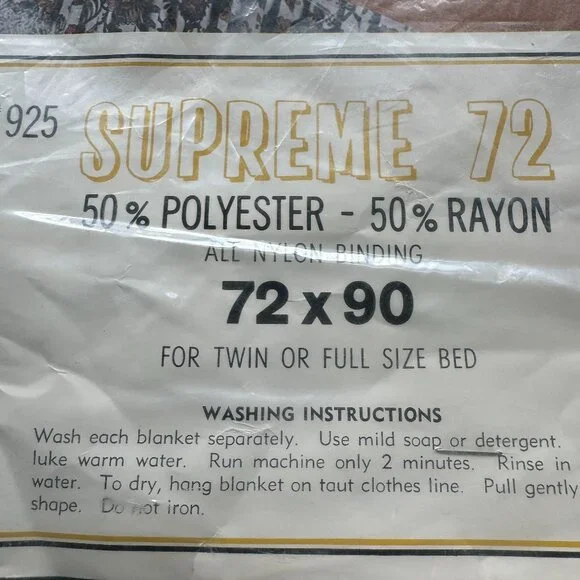 925 SUPREME 72
50% POLYESTER - 50% RAYON
ALL NYLON BINDING
72 x 90
FOR TWIN OR FULL SIZE BED
WASHING INSTRUCTIONS
Wash each blanket separately. Use mild soap or detergent.
luke warm water. Run machine only 2 minutes. Rinse in
water. To dry, hang blanket on taut clothes line. Pull gently
shape. Do not iron.